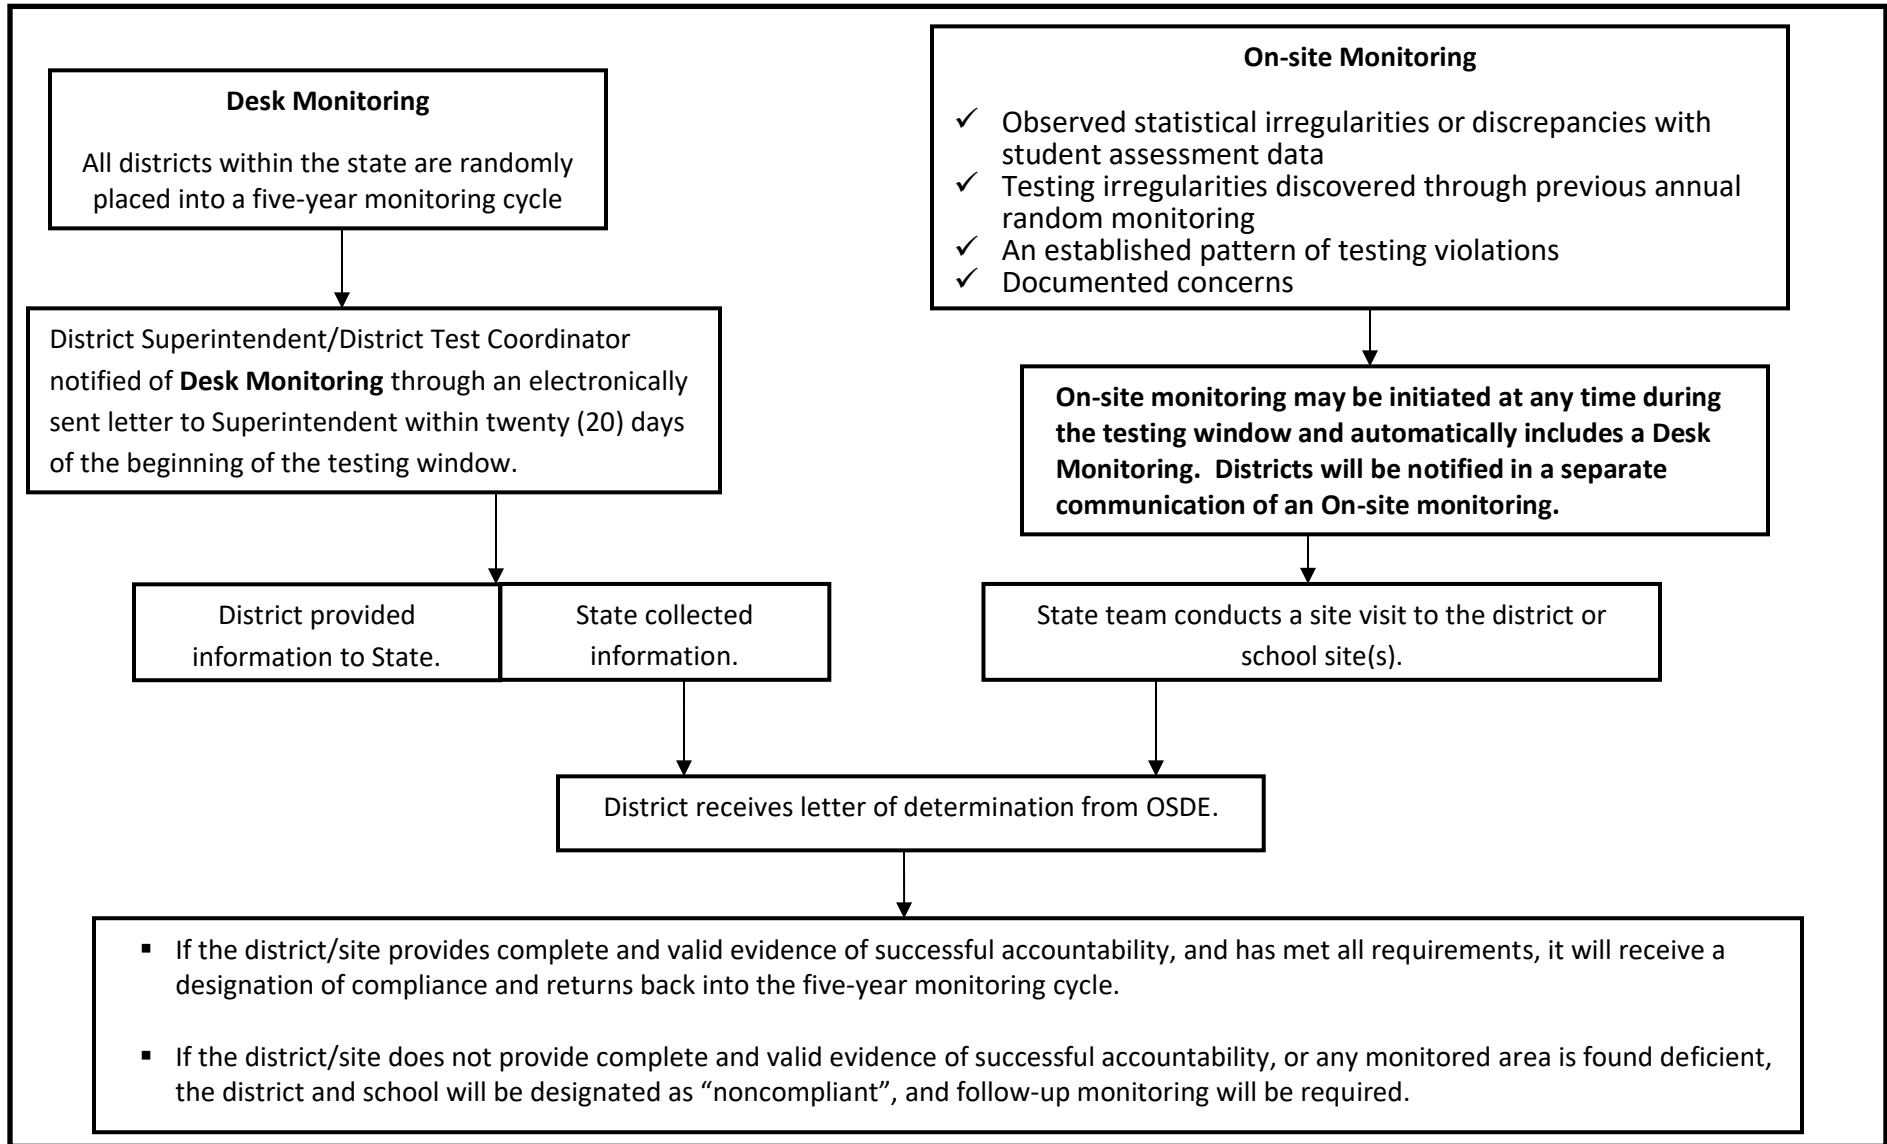 Desk Monitoring
All districts within the state are randomly
placed into a five-year monitoring cycle
On-site Monitoring
✓ Observed statistical irregularities or discrepancies with
student assessment data
✓ Testing irregularities discovered through previous annual
random monitoring
✓ An established pattern of testing violations
✓ Documented concerns
District Superintendent/District Test Coordinator
notified of Desk Monitoring through an electronically
sent letter to Superintendent within twenty (20) days
of the beginning of the testing window.
On-site monitoring may be initiated at any time during
the testing window and automatically includes a Desk
Monitoring.  Districts will be notified in a separate
communication of an On-site monitoring.
District provided
information to State.
State collected
information.
State team conducts a site visit to the district or
school site(s).
District receives letter of determination from OSDE.
▪ If the district/site provides complete and valid evidence of successful accountability, and has met all requirements, it will receive a
designation of compliance and returns back into the five-year monitoring cycle.
▪ If the district/site does not provide complete and valid evidence of successful accountability, or any monitored area is found deficient,
the district and school will be designated as “noncompliant”, and follow-up monitoring will be required.